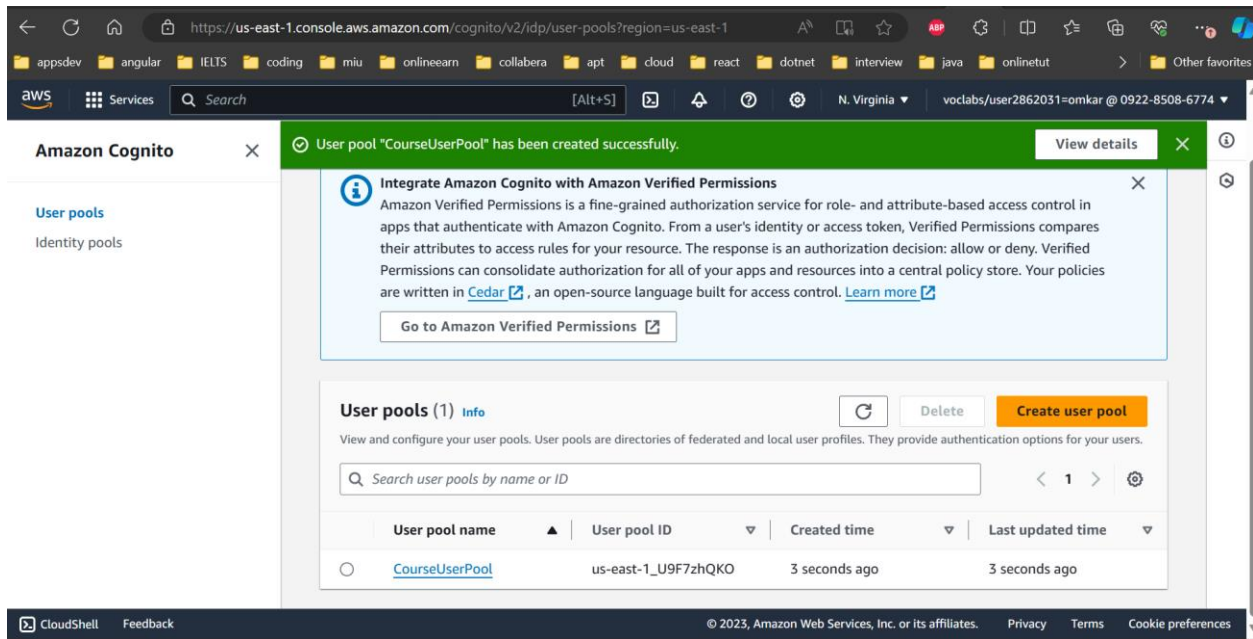 https://us-east-1.console.aws.amazon.com/cognito/v2/idp/user-pools?region=us-east-1
ABP
appsdev angular IELTS coding miu onlineearn collabera apt cloud react dotnet interview java onlinetut Other favorites
aws Services Search [Alt+S] N. Virginia voclabs/user2862031=omkar @ 0922-8508-6774
Amazon Cognito
User pools
Identity pools
User pool "CourseUserPool" has been created successfully. View details
Integrate Amazon Cognito with Amazon Verified Permissions
Amazon Verified Permissions is a fine-grained authorization service for role- and attribute-based access control in
apps that authenticate with Amazon Cognito. From a user's identity or access token, Verified Permissions compares
their attributes to access rules for your resource. The response is an authorization decision: allow or deny. Verified
Permissions can consolidate authorization for all of your apps and resources into a central policy store. Your policies
are written in Cedar , an open-source language built for access control. Learn more
Go to Amazon Verified Permissions
User pools (1) Info Delete Create user pool
View and configure your user pools. User pools are directories of federated and local user profiles. They provide authentication options for your users.
Search user pools by name or ID 1
User pool name User pool ID Created time Last updated time
CourseUserPool us-east-1_U9F7zhQKO 3 seconds ago 3 seconds ago
CloudShell Feedback © 2023, Amazon Web Services, Inc. or its affiliates. Privacy Terms Cookie preferences